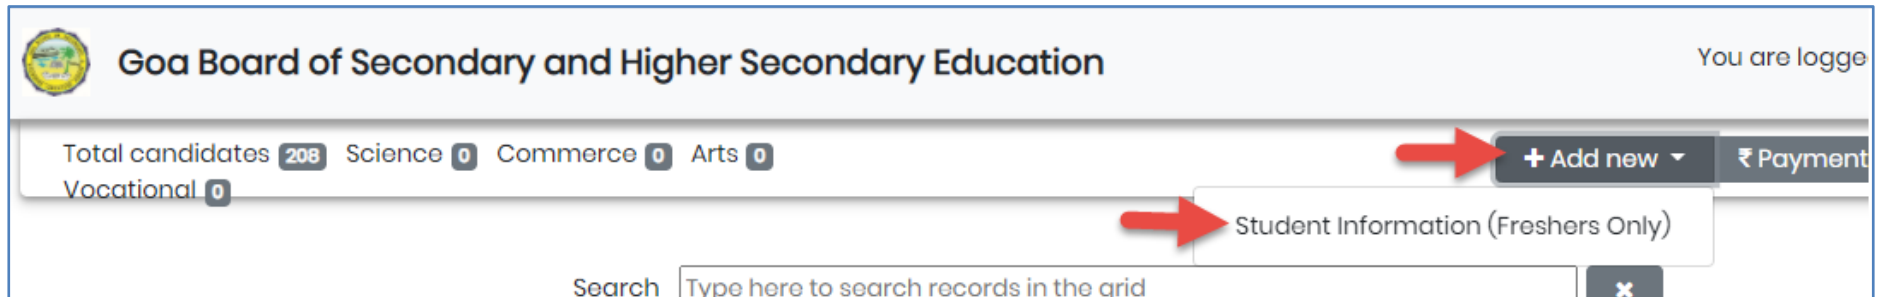 Goa Board of Secondary and Higher Secondary Education
You are logge
Total candidates 208 Science 0 Commerce 0 Arts 0
Vocational 0
+ Add new
₹ Payment
Student Information (Freshers Only)
Search
Type here to search records in the grid
×